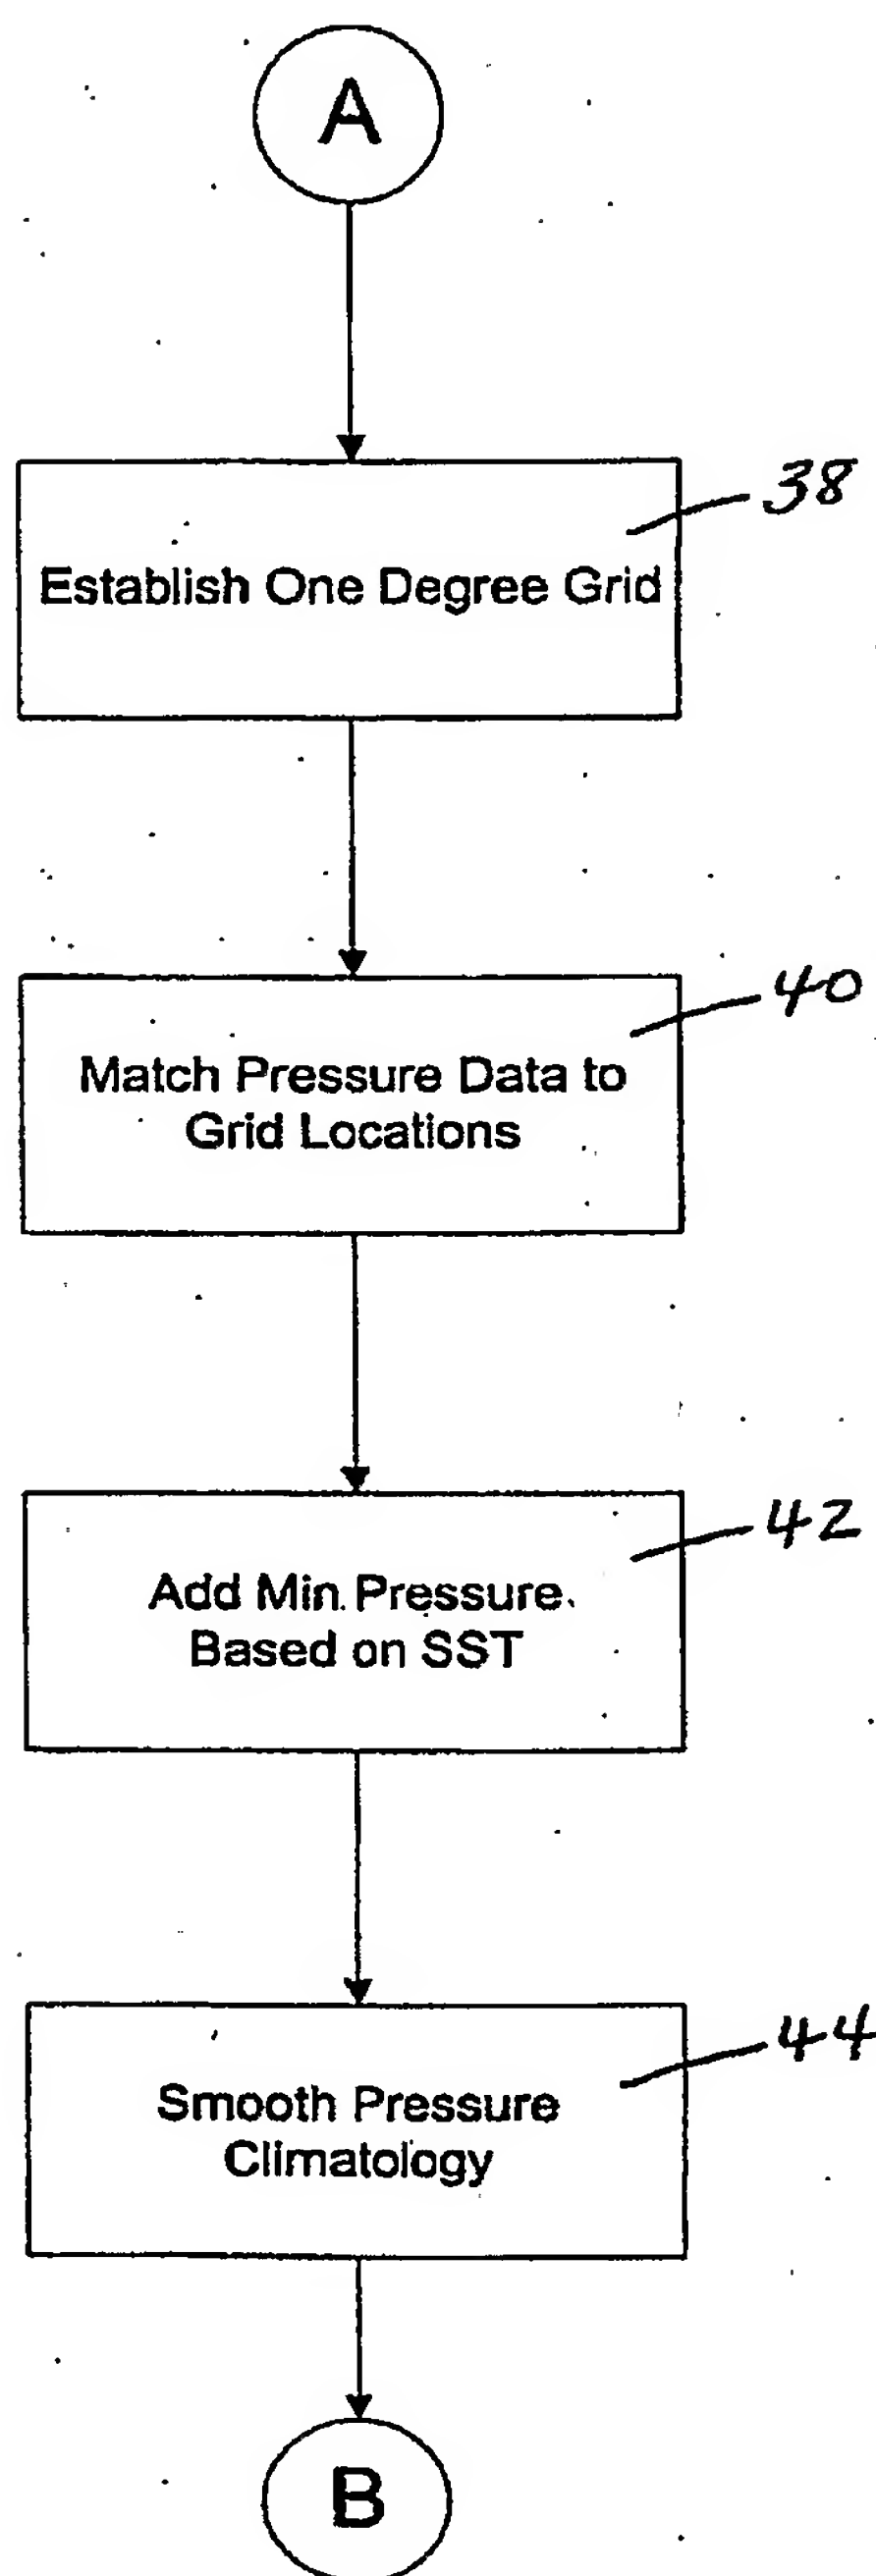 A
38
Establish One Degree Grid
40
Match Pressure Data to
Grid Locations
42
Add Min. Pressure
Based on SST
44
Smooth Pressure
Climatology
B